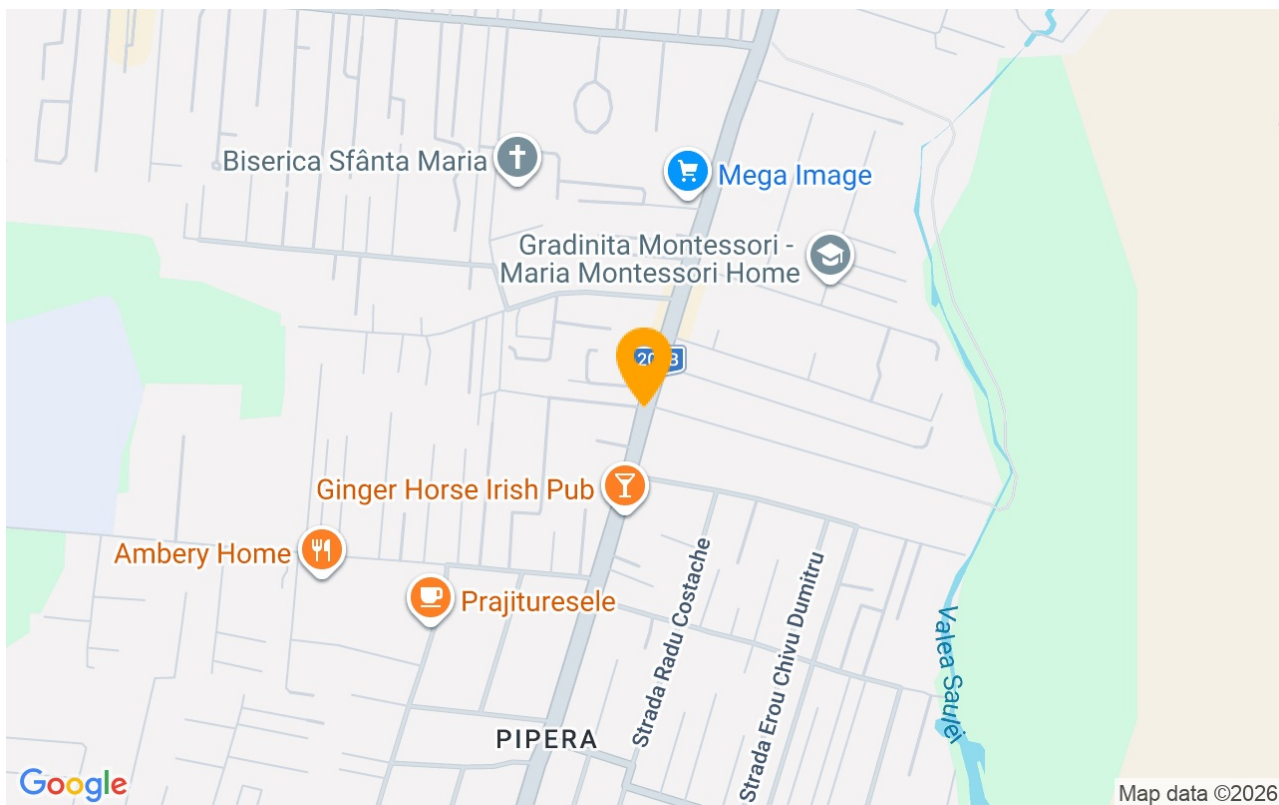 Biserica Sfânta Maria
Mega Image
Gradinita Montessori -
Maria Montessori Home
Ginger Horse Irish Pub
Ambery Home
Prajituresele
Strada Radu Costache
Strada Erou Chivu Dumitru
Valea Saulei
PIPERA
Google
Map data ©2026